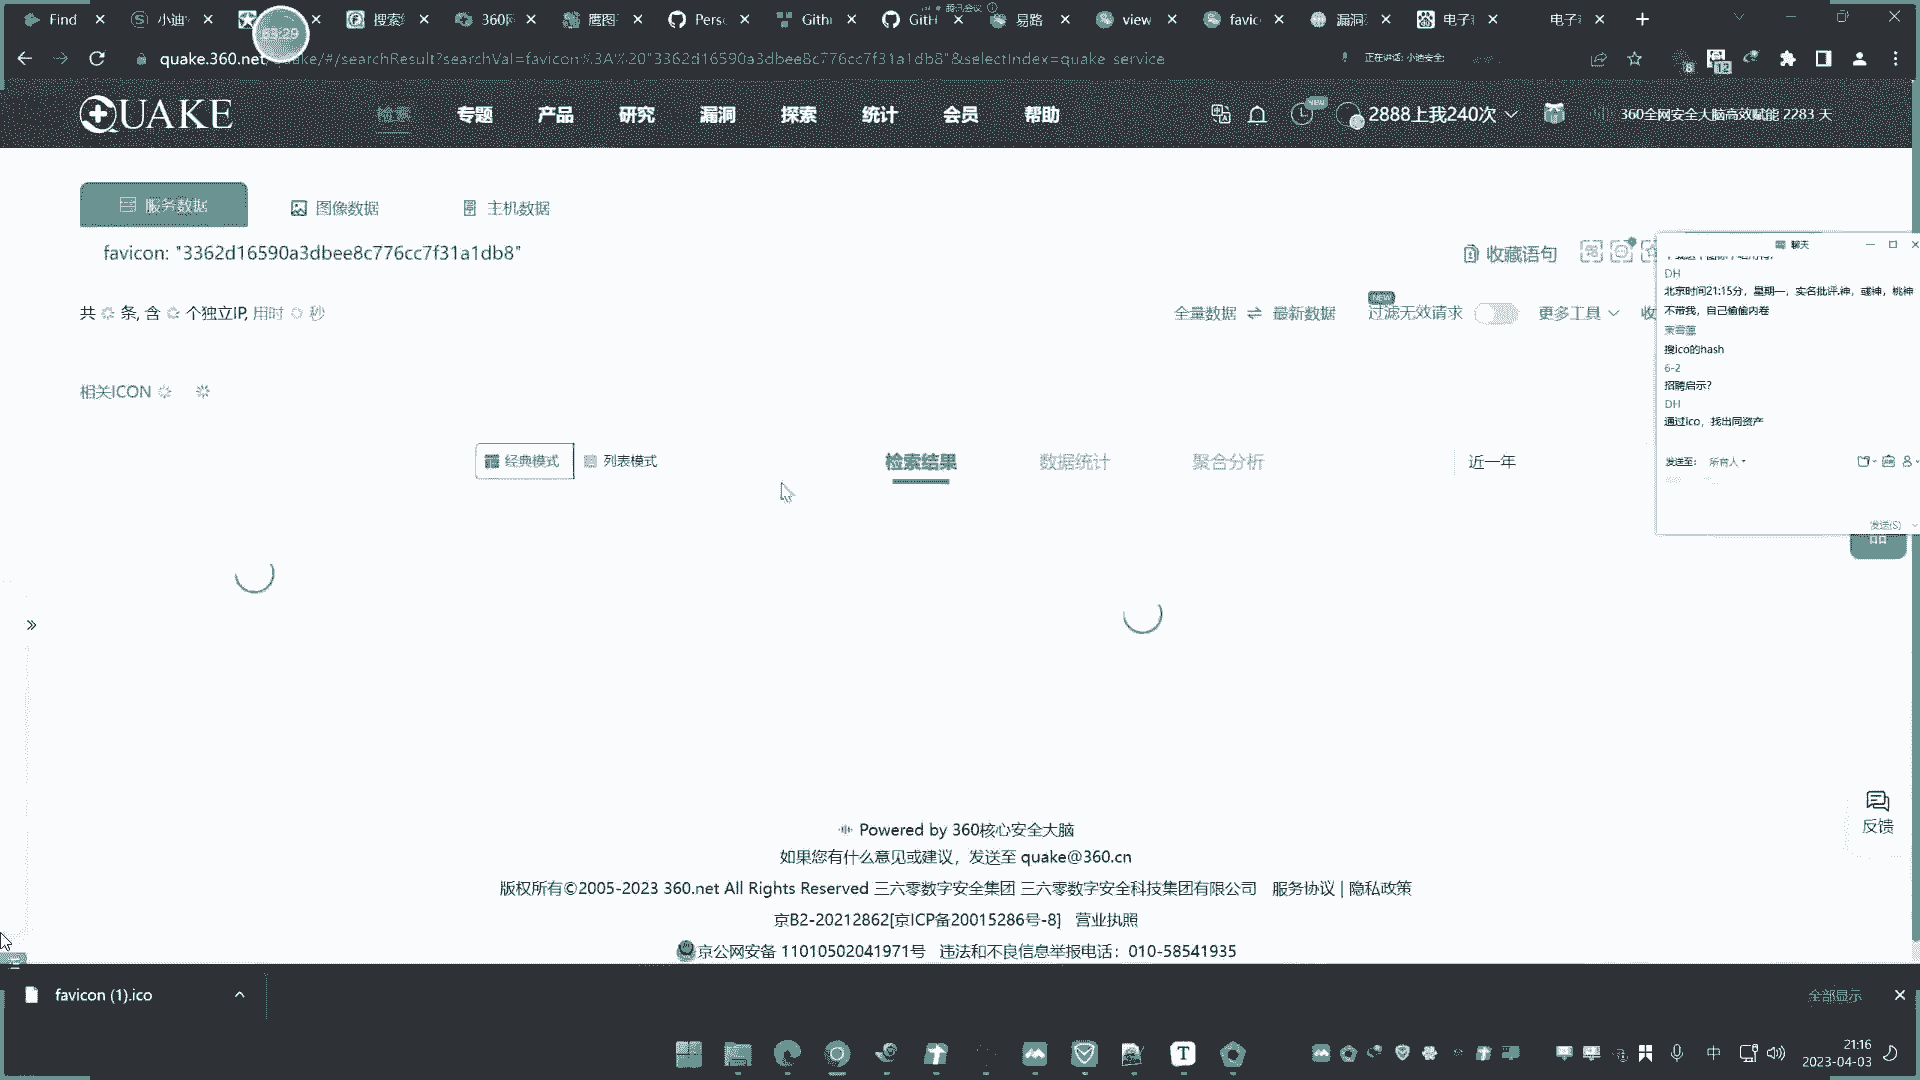 腾讯会议
Find
小迪
搜索
360
鹰图
Pers
Gith
GitH
易路
view
favic
漏洞
电子
电子
63:29
quake.360.net/quake/#/searchResult?searchVal=favicon%3A%20"3362d16590a3dbee8c776cc7f31a1db8"&selectIndex=quake_service
正在讲话: 小迪安全;
8
12
QUAKE
检索
专题
产品
研究
漏洞
探索
统计
会员
帮助
NEW
2888上我240次
360全网安全大脑高效赋能 2283 天
服务数据
图像数据
主机数据
favicon: "3362d16590a3dbee8c776cc7f31a1db8"
收藏语句
共 条, 含 个独立IP, 用时 秒
全量数据 ⇌ 最新数据
NEW
过滤无效请求
更多工具
收
相关ICON
经典模式
列表模式
检索结果
数据统计
聚合分析
近一年
聊天
DH
北京时间21:15分，星期一，实名批评.神，彧神，桃神
不带我，自己偷偷内卷
搜ico的hash
6-2
招聘启示？
DH
通过ico，找出同资产
发送至: 所有人
发送(S)
反馈
Powered by 360核心安全大脑
如果您有什么意见或建议，发送至 quake@360.cn
版权所有©2005-2023 360.net All Rights Reserved 三六零数字安全集团 三六零数字安全科技集团有限公司 服务协议 | 隐私政策
京B2-20212862[京ICP备20015286号-8] 营业执照
京公网安备 11010502041971号 违法和不良信息举报电话：010-58541935
favicon (1).ico
全部显示
中
21:16
2023-04-03